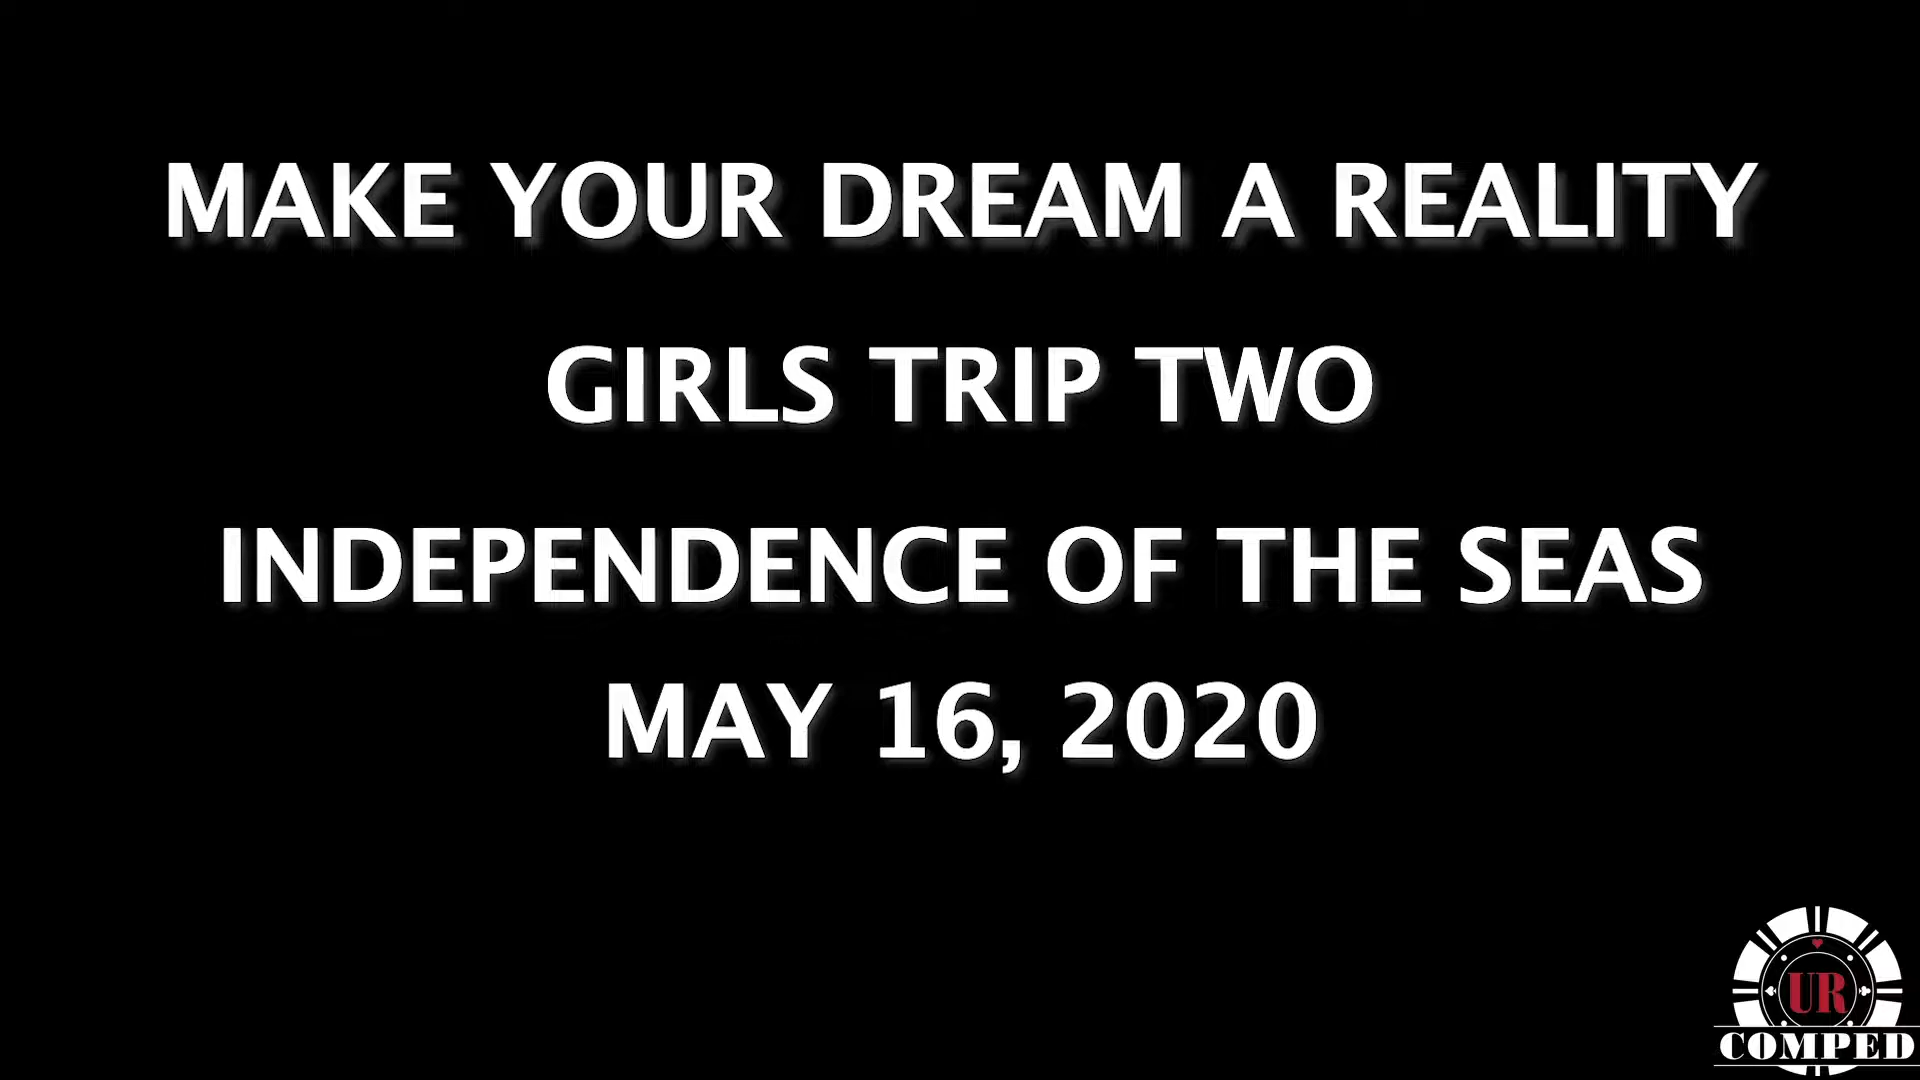 MAKE YOUR DREAM A REALITY
GIRLS TRIP TWO
INDEPENDENCE OF THE SEAS
MAY 16, 2020
UR
COMPED